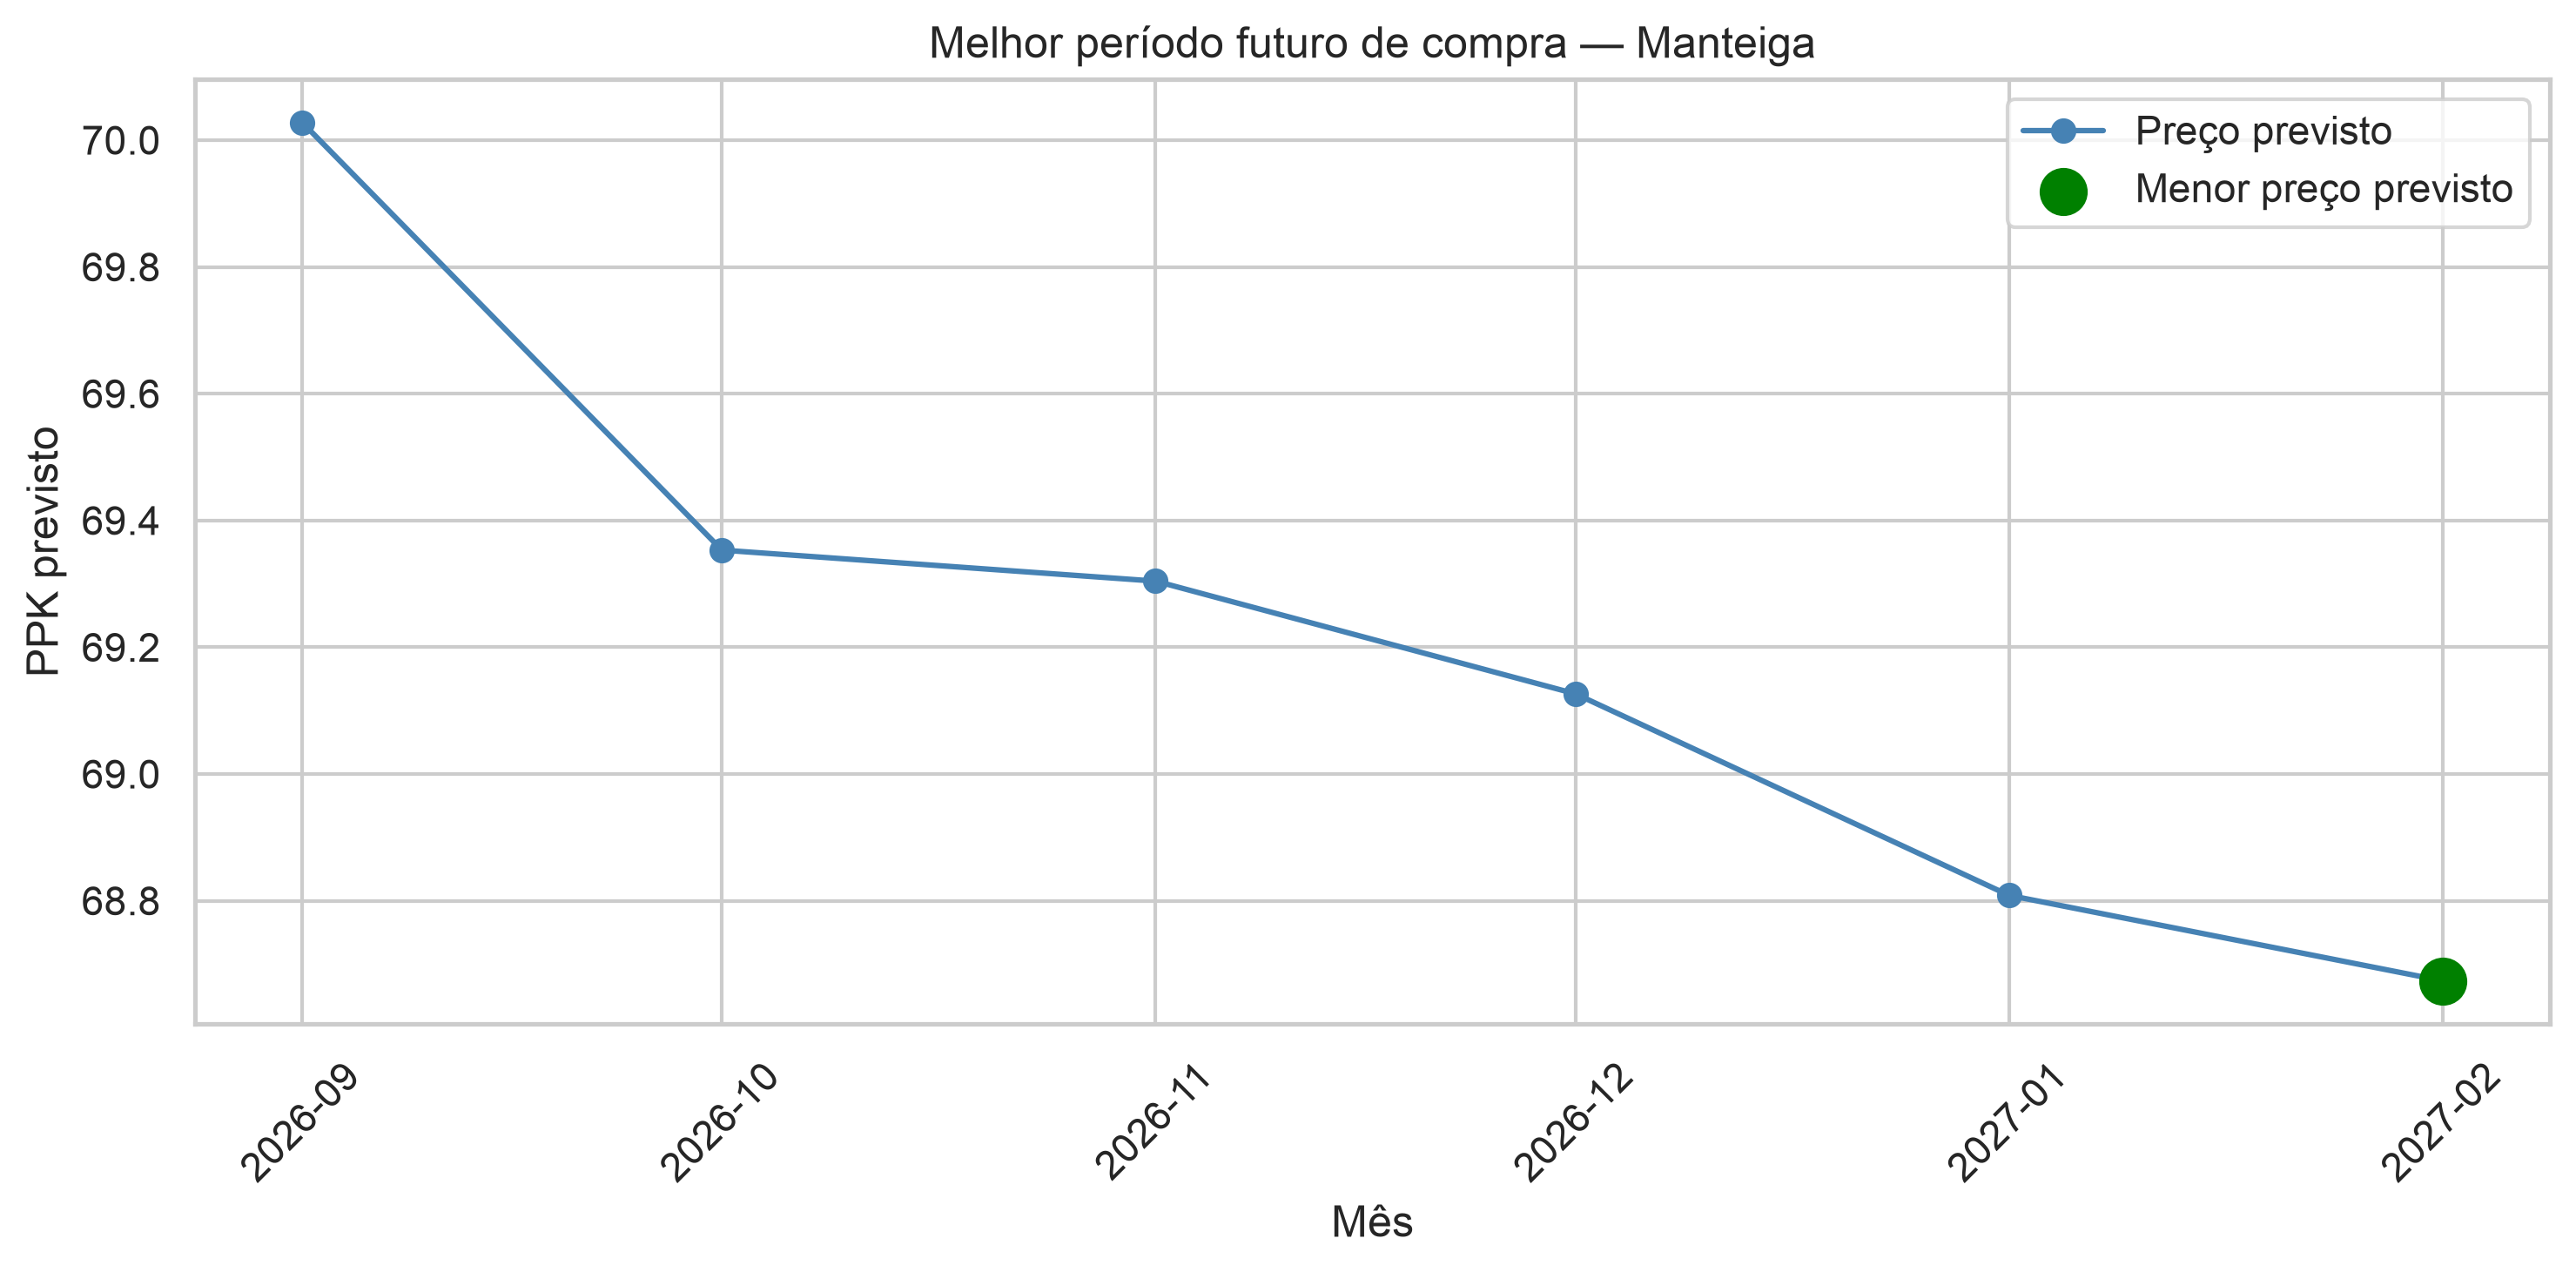 Melhor período futuro de compra — Manteiga
Preço previsto
Menor preço previsto
PPK previsto
70.0
69.8
69.6
69.4
69.2
69.0
68.8
2026-09
2026-10
2026-11
2026-12
2027-01
2027-02
Mês